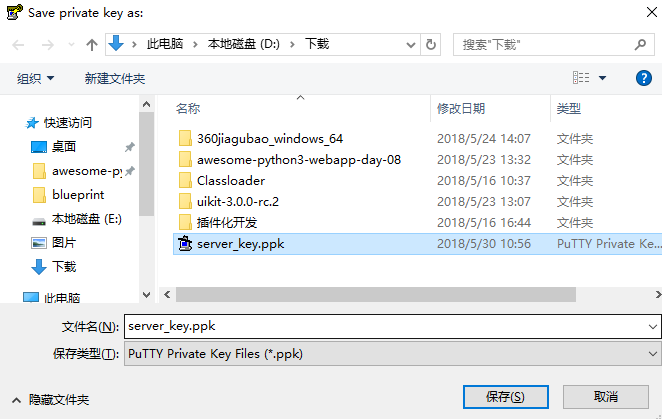 Save private key as:
此电脑 > 本地磁盘 (D:) > 下载
搜索"下载"
组织 新建文件夹
名称 修改日期 类型
快速访问
桌面
awesome-py
blueprint
本地磁盘 (E:)
图片
下载
此电脑
360jiagubao_windows_64 2018/5/24 14:07 文件夹
awesome-python3-webapp-day-08 2018/5/23 13:32 文件夹
Classloader 2018/5/16 10:37 文件夹
uikit-3.0.0-rc.2 2018/5/23 13:07 文件夹
插件化开发 2018/5/16 16:44 文件夹
server_key.ppk 2018/5/30 10:56 PuTTY Private Ke...
文件名(N): server_key.ppk
保存类型(T): PuTTY Private Key Files (*.ppk)
隐藏文件夹 保存(S) 取消